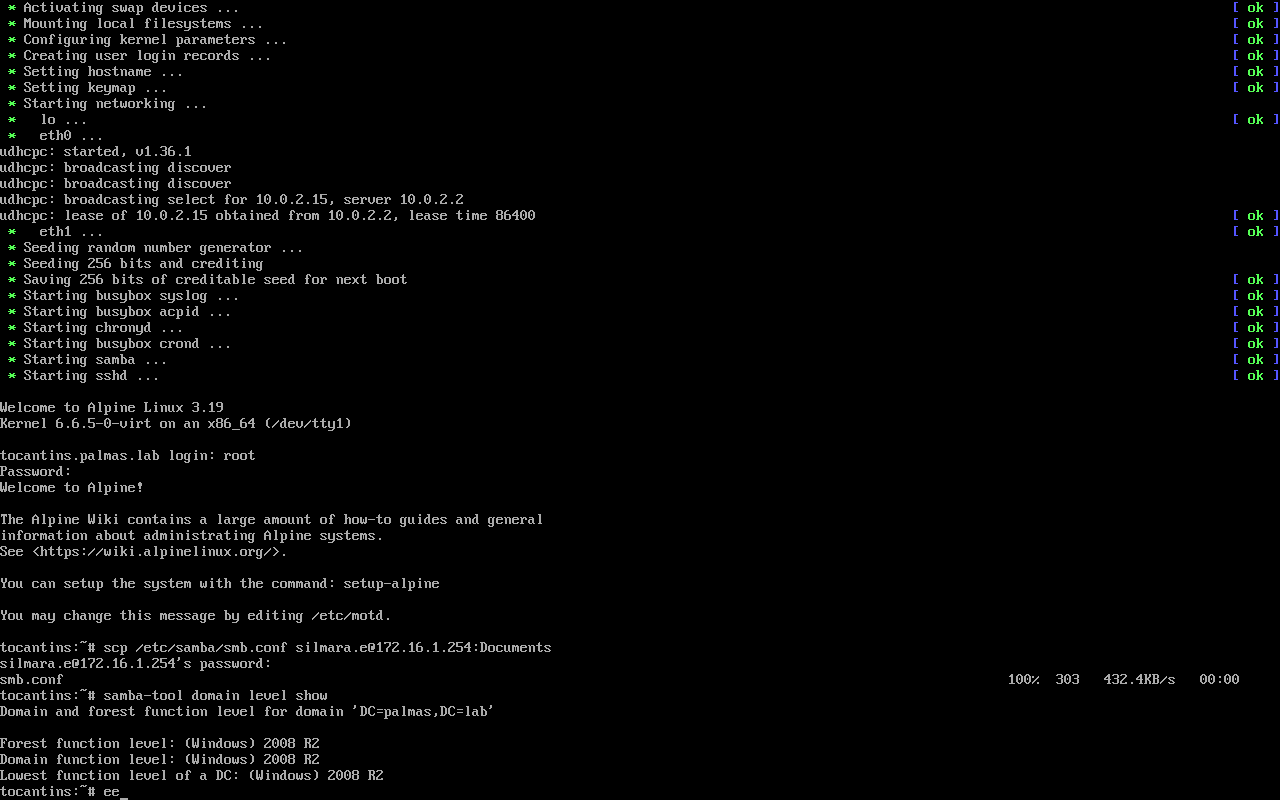 * Activating swap devices ... [ ok ]
* Mounting local filesystems ... [ ok ]
* Configuring kernel parameters ... [ ok ]
* Creating user login records ... [ ok ]
* Setting hostname ... [ ok ]
* Setting keymap ... [ ok ]
* Starting networking ...
*   lo ... [ ok ]
*   eth0 ...
udhcpc: started, v1.36.1
udhcpc: broadcasting discover
udhcpc: broadcasting discover
udhcpc: broadcasting select for 10.0.2.15, server 10.0.2.2
udhcpc: lease of 10.0.2.15 obtained from 10.0.2.2, lease time 86400 [ ok ]
*   eth1 ... [ ok ]
* Seeding random number generator ...
* Seeding 256 bits and crediting
* Saving 256 bits of creditable seed for next boot [ ok ]
* Starting busybox syslog ... [ ok ]
* Starting busybox acpid ... [ ok ]
* Starting chronyd ... [ ok ]
* Starting busybox crond ... [ ok ]
* Starting samba ... [ ok ]
* Starting sshd ... [ ok ]
Welcome to Alpine Linux 3.19
Kernel 6.6.5-0-virt on an x86_64 (/dev/tty1)
tocantins.palmas.lab login: root
Password:
Welcome to Alpine!
The Alpine Wiki contains a large amount of how-to guides and general
information about administrating Alpine systems.
See <https://wiki.alpinelinux.org/>.
You can setup the system with the command: setup-alpine
You may change this message by editing /etc/motd.
tocantins:~# scp /etc/samba/smb.conf silmara.e@172.16.1.254:Documents
silmara.e@172.16.1.254's password:
smb.conf 100% 303 432.4KB/s 00:00
tocantins:~# samba-tool domain level show
Domain and forest function level for domain 'DC=palmas,DC=lab'
Forest function level: (Windows) 2008 R2
Domain function level: (Windows) 2008 R2
Lowest function level of a DC: (Windows) 2008 R2
tocantins:~# ee_